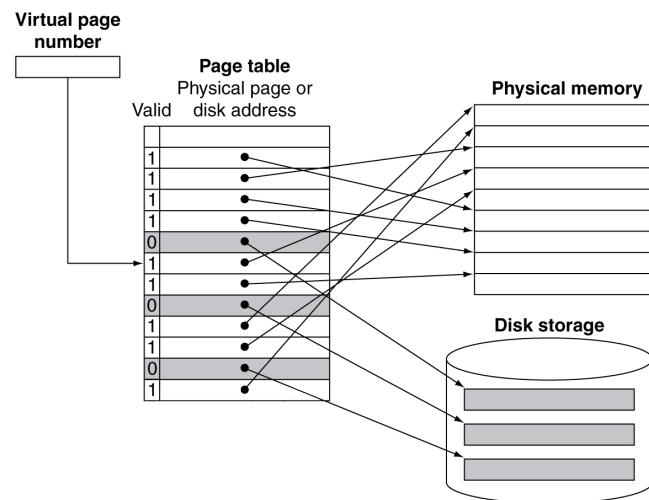 Virtual page
number
Page table
Physical page or
Valid disk address
Physical memory
1
1
1
1
0
1
1
0
1
1
0
1
Disk storage